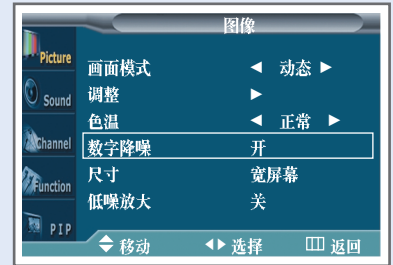 图像
Picture
Sound
Channel
Function
PIP
画面模式 ◀ 动态 ▶
调整 ▶
色温 ◀ 正常 ▶
数字降噪 开
尺寸 宽屏幕
低噪放大 关
移动 选择 返回